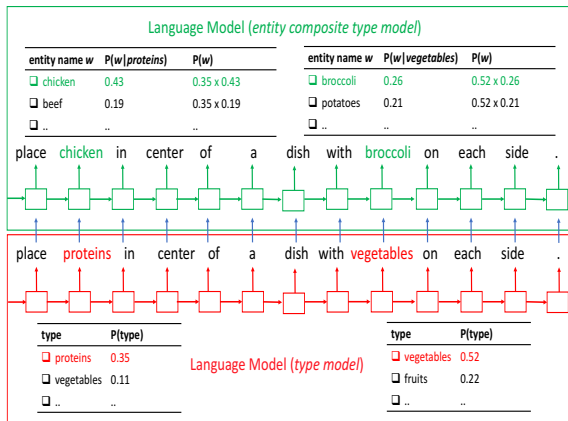 Language Model (entity composite type model)
entity name w P(w|proteins) P(w)
chicken 0.43 0.35 x 0.43
beef 0.19 0.35 x 0.19
.. .. ..
entity name w P(w|vegetables) P(w)
broccoli 0.26 0.52 x 0.26
potatoes 0.21 0.52 x 0.21
.. .. ..
place chicken in center of a dish with broccoli on each side .
place proteins in center of a dish with vegetables on each side .
type P(type)
proteins 0.35
vegetables 0.11
.. ..
Language Model (type model)
type P(type)
vegetables 0.52
fruits 0.22
.. ..